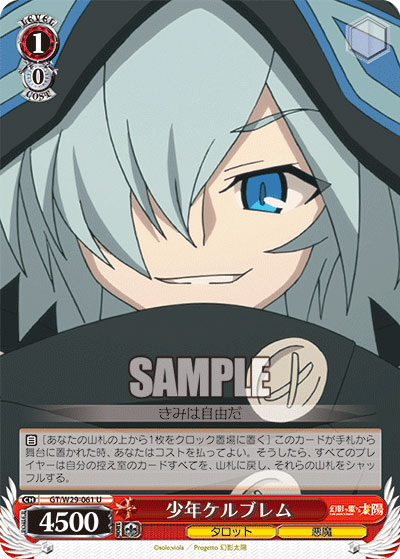 LEVEL
1
0
COST
SAMPLE
きみは自由だ
自 [あなたの山札の上から1枚をクロック置場に置く] このカードが手札から
舞台に置かれた時、あなたはコストを払ってよい。そうしたら、すべてのプ
レイヤーは自分の控え室のカードすべてを、山札に戻し、それらの山札をシャッ
フルする。
CH GT/W29-061 U
4500
少年ケルブレム
幻影ヲ駆ケル太陽
タロット
悪魔
©sole;viola / Progetto 幻影太陽